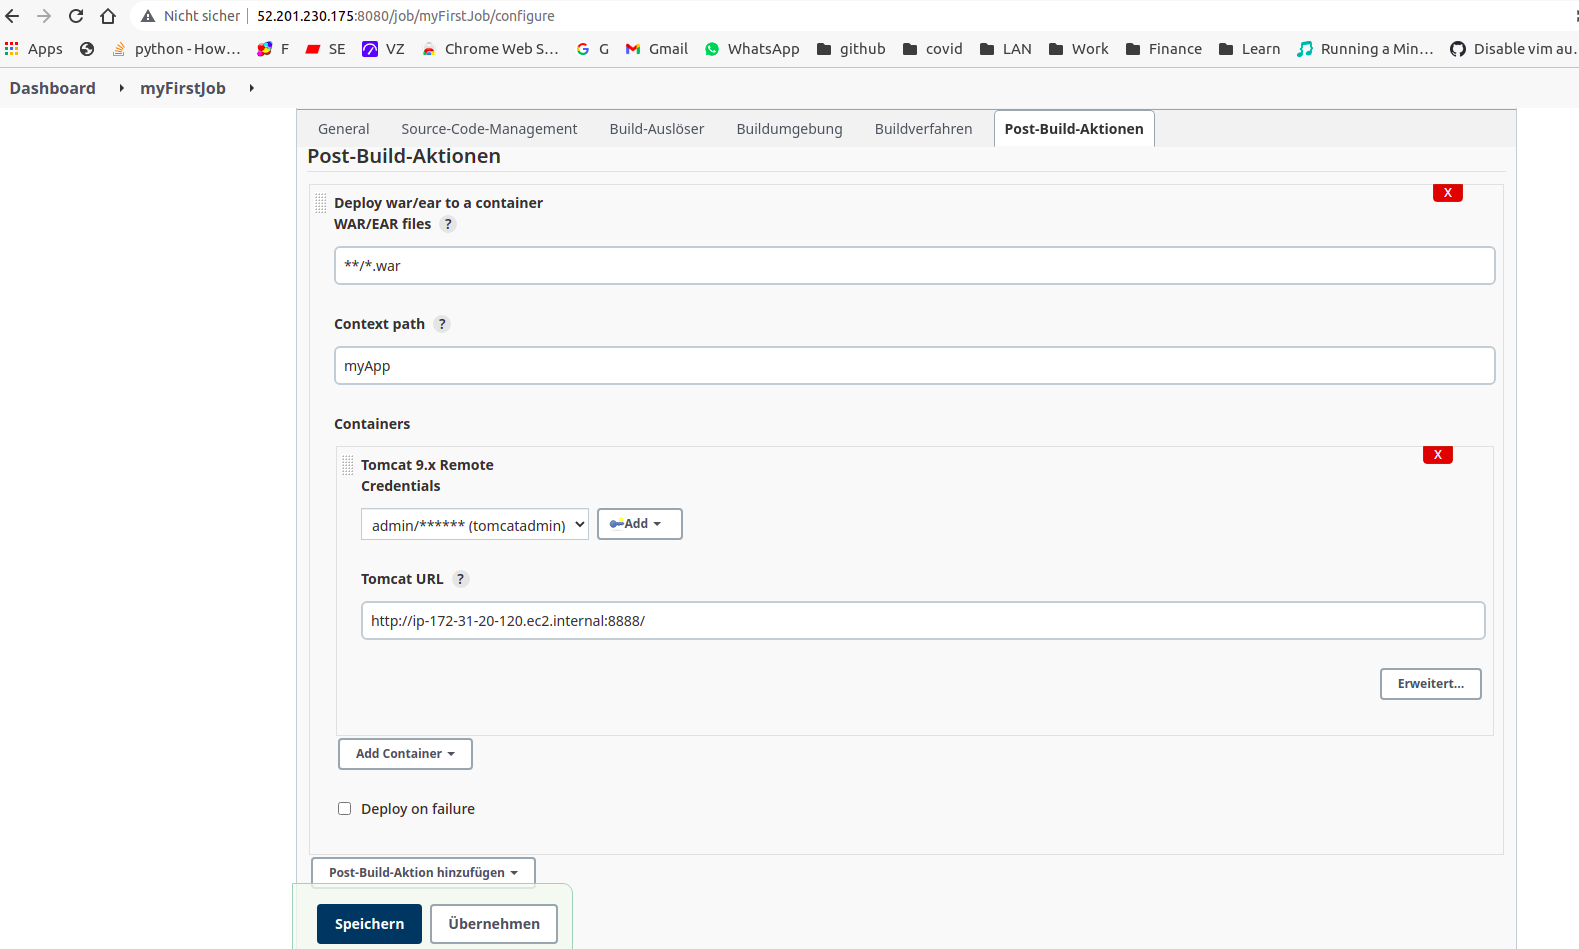 Nicht sicher 52.201.230.175:8080/job/myFirstJob/configure
Apps python - How… F SE VZ Chrome Web S… G Gmail WhatsApp github covid LAN Work Finance Learn Running a Min… Disable vim au…
Dashboard myFirstJob
General Source-Code-Management Build-Auslöser Buildumgebung Buildverfahren Post-Build-Aktionen
Post-Build-Aktionen
X
Deploy war/ear to a container
WAR/EAR files ?
**/*.war
Context path ?
myApp
Containers
X
Tomcat 9.x Remote
Credentials
admin/****** (tomcatadmin) Add
Tomcat URL ?
http://ip-172-31-20-120.ec2.internal:8888/
Erweitert...
Add Container
Deploy on failure
Post-Build-Aktion hinzufügen
Speichern Übernehmen